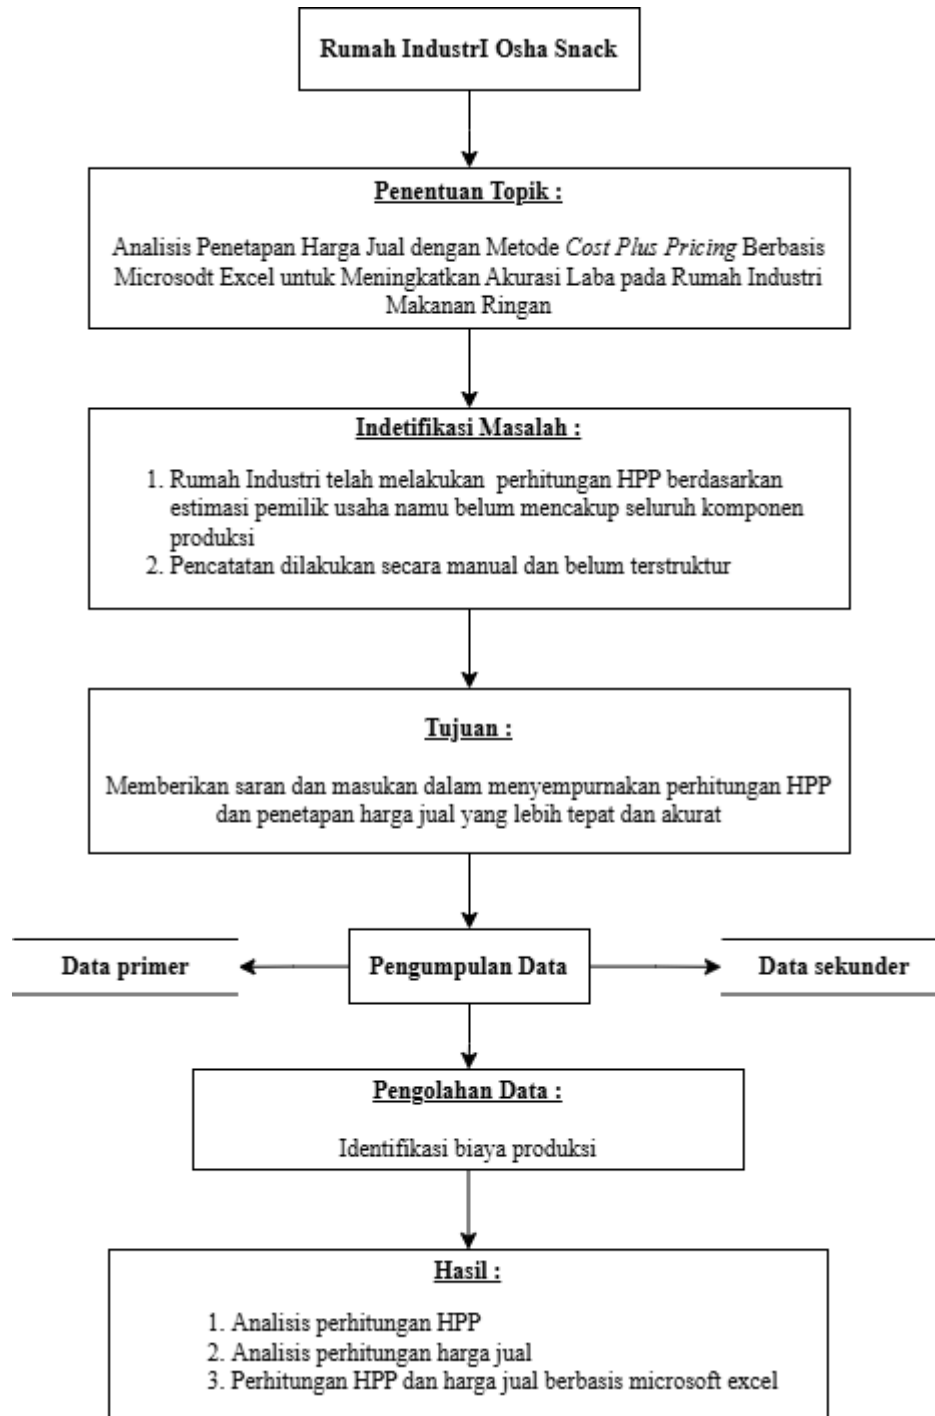 Rumah IndustrI Osha Snack
Penentuan Topik :
Analisis Penetapan Harga Jual dengan Metode Cost Plus Pricing Berbasis
Microsodt Excel untuk Meningkatkan Akurasi Laba pada Rumah Industri
Makanan Ringan
Indetifikasi Masalah :
1. Rumah Industri telah melakukan perhitungan HPP berdasarkan
estimasi pemilik usaha namu belum mencakup seluruh komponen
produksi
2. Pencatatan dilakukan secara manual dan belum terstruktur
Tujuan :
Memberikan saran dan masukan dalam menyempurnakan perhitungan HPP
dan penetapan harga jual yang lebih tepat dan akurat
Data primer
Pengumpulan Data
Data sekunder
Pengolahan Data :
Identifikasi biaya produksi
Hasil :
1. Analisis perhitungan HPP
2. Analisis perhitungan harga jual
3. Perhitungan HPP dan harga jual berbasis microsoft excel